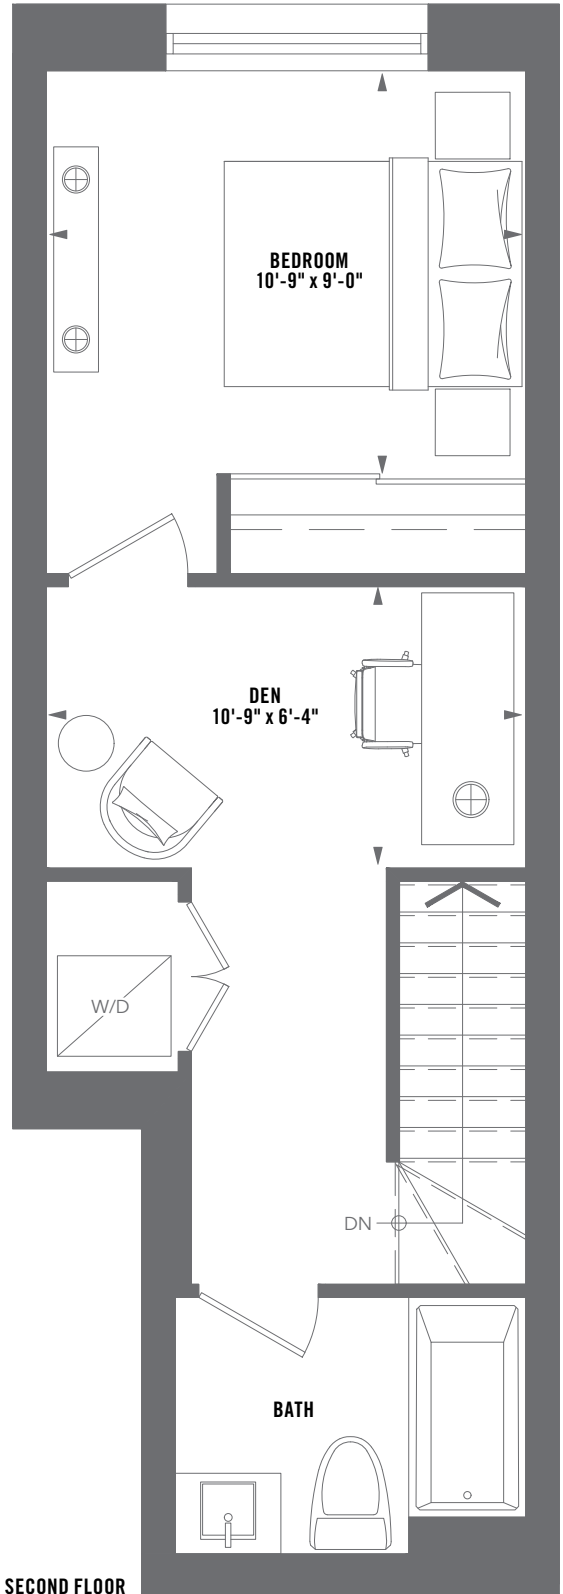 BEDROOM
10'-9" x 9'-0"
DEN
10'-9" x 6'-4"
W/D
DN
BATH
SECOND FLOOR